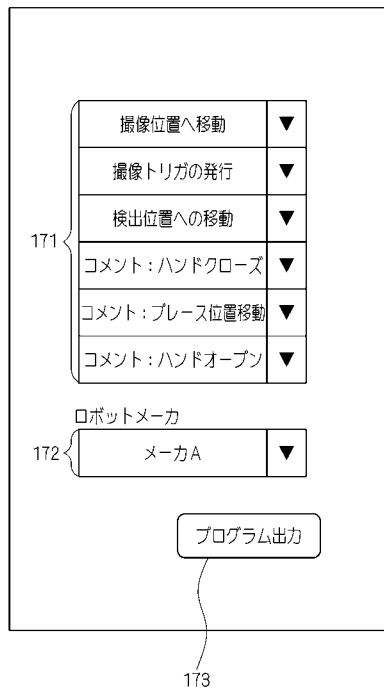 撮像位置へ移動 ▼
撮像トリガの発行 ▼
検出位置への移動 ▼
171
コメント：ハンドクローズ ▼
コメント：プレース位置移動 ▼
コメント：ハンドオープン ▼
ロボットメーカ
172 メーカA ▼
プログラム出力
173